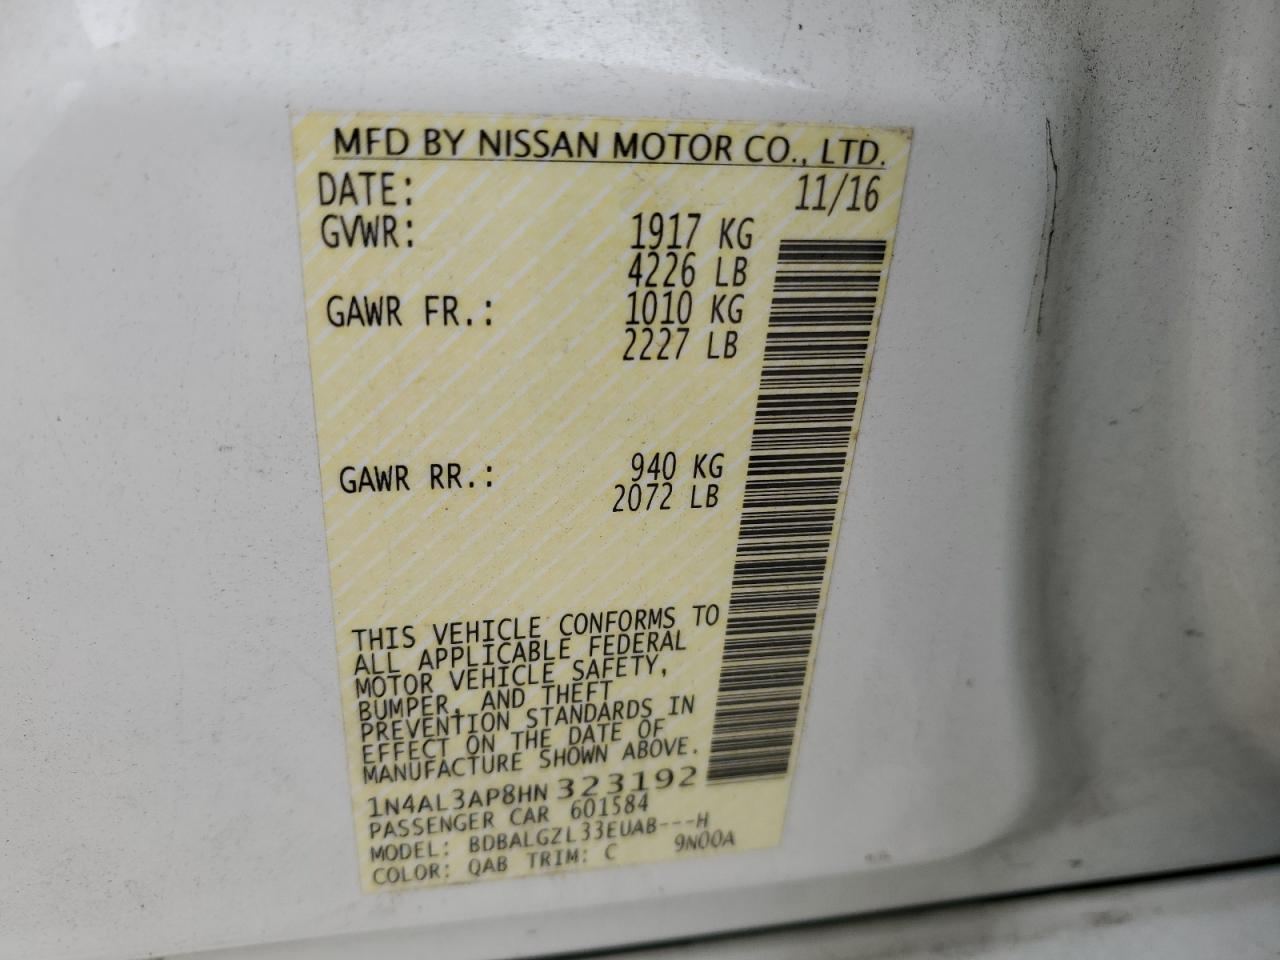 MFD BY NISSAN MOTOR CO., LTD.
DATE: 11/16
GVWR: 1917 KG
4226 LB
GAWR FR.: 1010 KG
2227 LB
GAWR RR.: 940 KG
2072 LB
THIS VEHICLE CONFORMS TO
ALL APPLICABLE FEDERAL
MOTOR VEHICLE SAFETY,
BUMPER, AND THEFT
PREVENTION STANDARDS IN
EFFECT ON THE DATE OF
MANUFACTURE SHOWN ABOVE.
1N4AL3AP8HN323192
PASSENGER CAR 601584
MODEL: BDBALGZL33EUAB---H
COLOR: QAB TRIM: C 9N00A